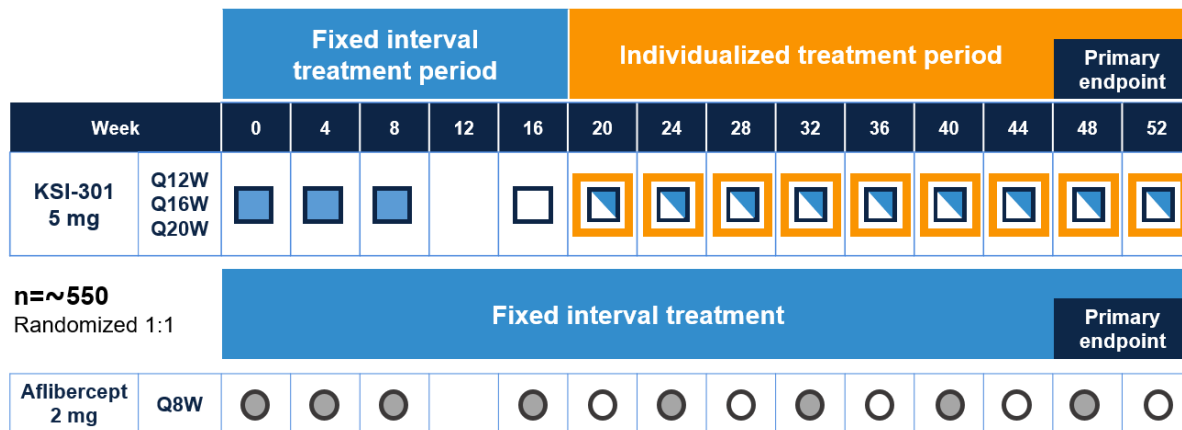 Fixed interval
treatment period
Individualized treatment period
Primary
endpoint
Week 0 4 8 12 16 20 24 28 32 36 40 44 48 52
KSI-301
5 mg
Q12W
Q16W
Q20W
n=~550
Randomized 1:1
Fixed interval treatment
Primary
endpoint
Aflibercept
2 mg
Q8W